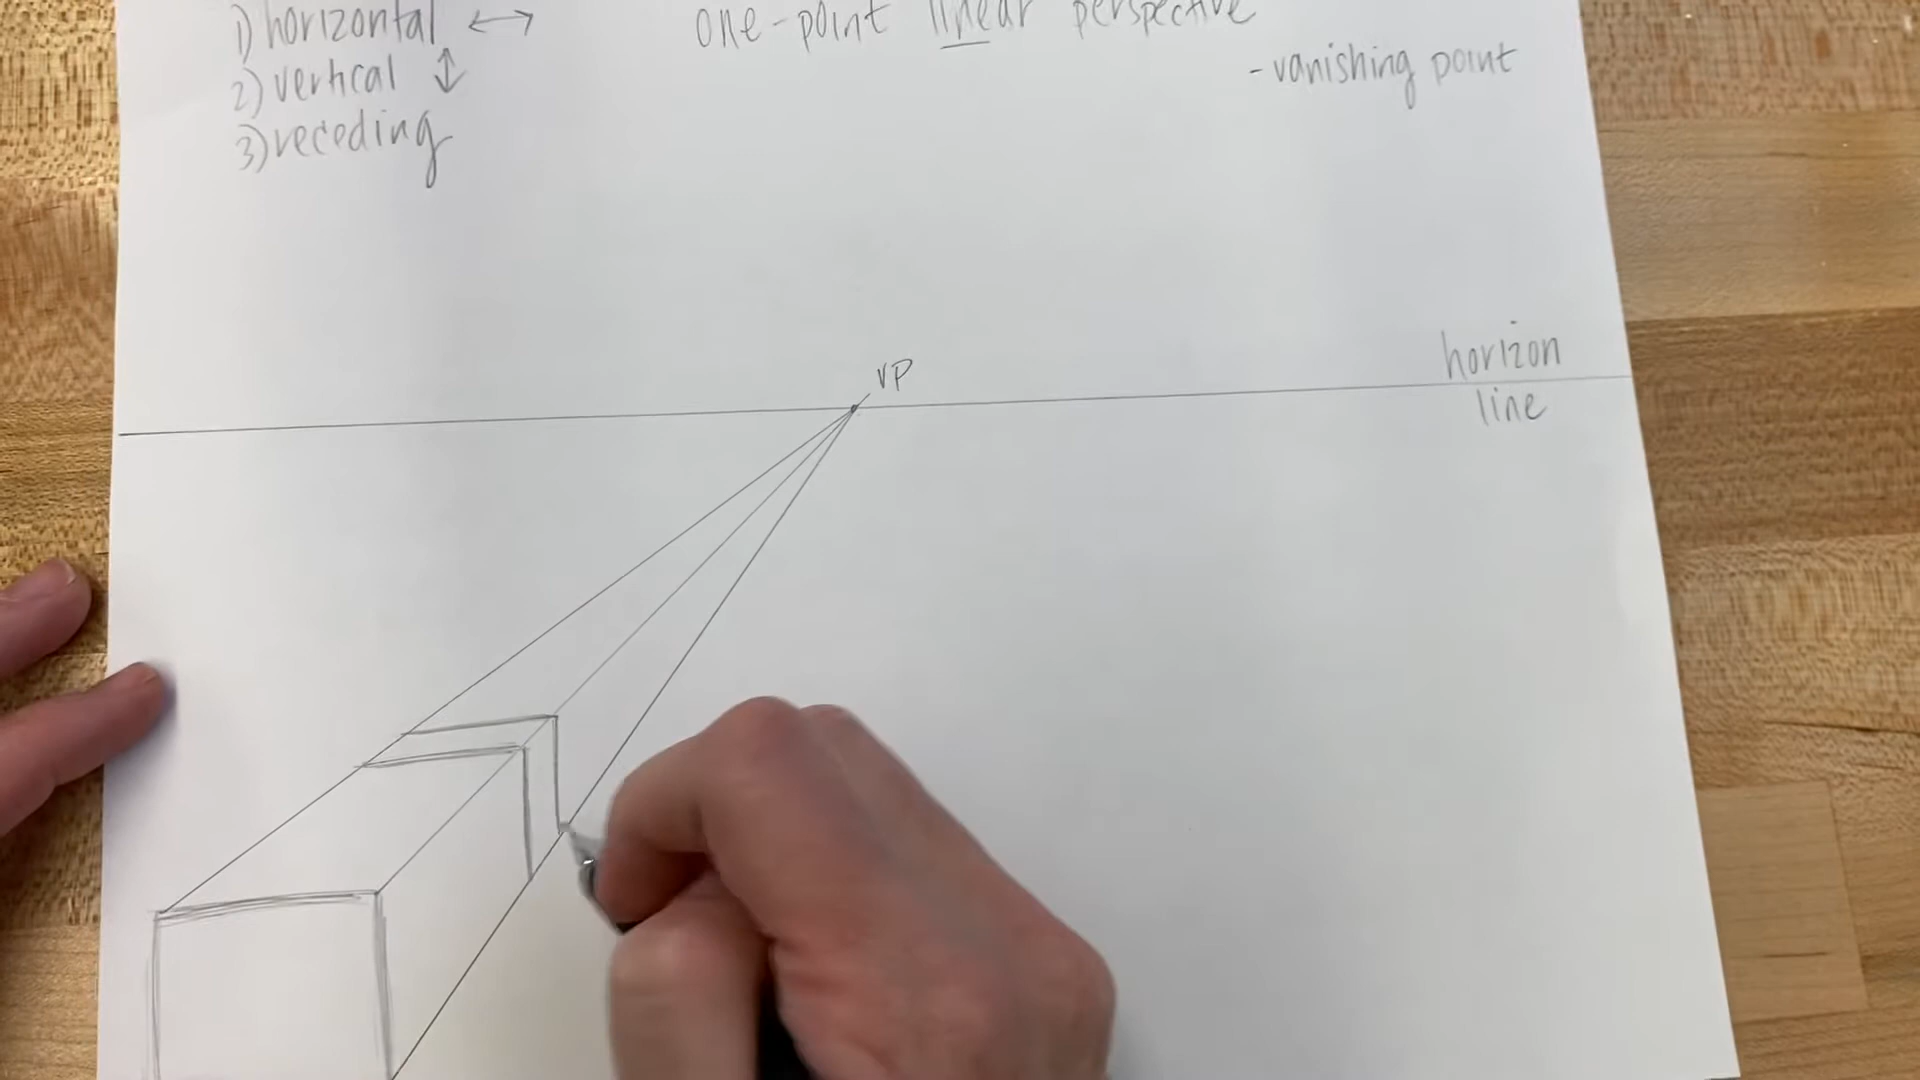 1) horizontal ↔
one-point linear perspective
- vanishing point
2) vertical ↕
3) receding
VP
horizon
line